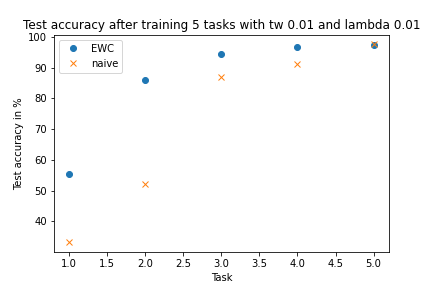 Test accuracy after training 5 tasks with tw 0.01 and lambda 0.01
EWC
naive
100
90
80
70
60
50
40
Test accuracy in %
1.0 1.5 2.0 2.5 3.0 3.5 4.0 4.5 5.0
Task